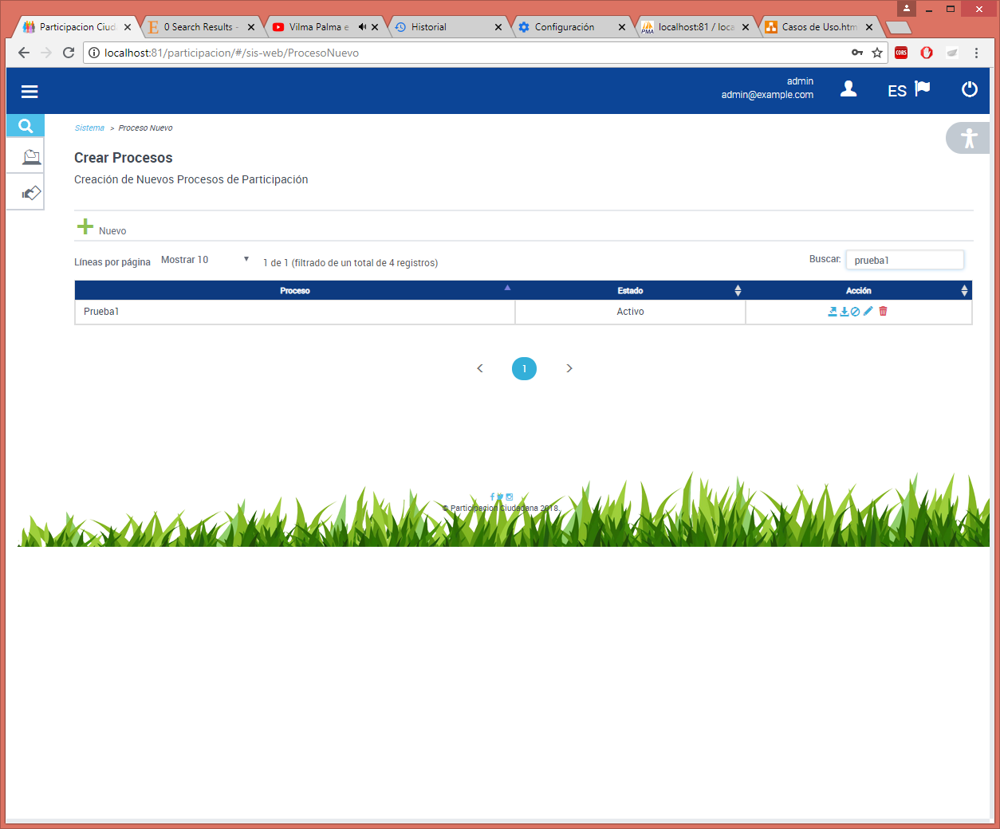 Participacion Ciud
0 Search Results -
Vilma Palma e
Historial
Configuración
localhost:81 / loca
Casos de Uso.htm
localhost:81/participacion/#/sis-web/ProcesoNuevo
CORS
admin
admin@example.com
ES
Sistema > Proceso Nuevo
Crear Procesos
Creación de Nuevos Procesos de Participación
Nuevo
Líneas por página Mostrar 10 1 de 1 (filtrado de un total de 4 registros) Buscar: prueba1
Proceso Estado Acción
Prueba1 Activo
< 1 >
© Participacion Ciudadana 2018.